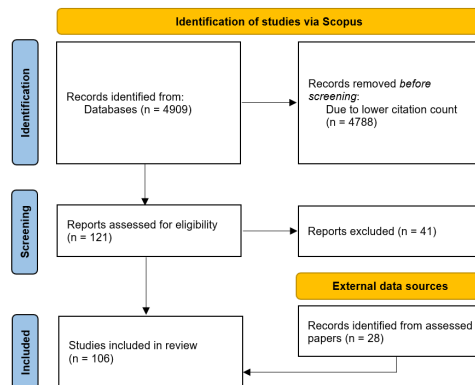 Identification of studies via Scopus
Identification
Records identified from:
Databases (n = 4909)
Records removed before
screening:
Due to lower citation count
(n = 4788)
Screening
Reports assessed for eligibility
(n = 121)
Reports excluded (n = 41)
External data sources
Included
Studies included in review
(n = 106)
Records identified from assessed
papers (n = 28)